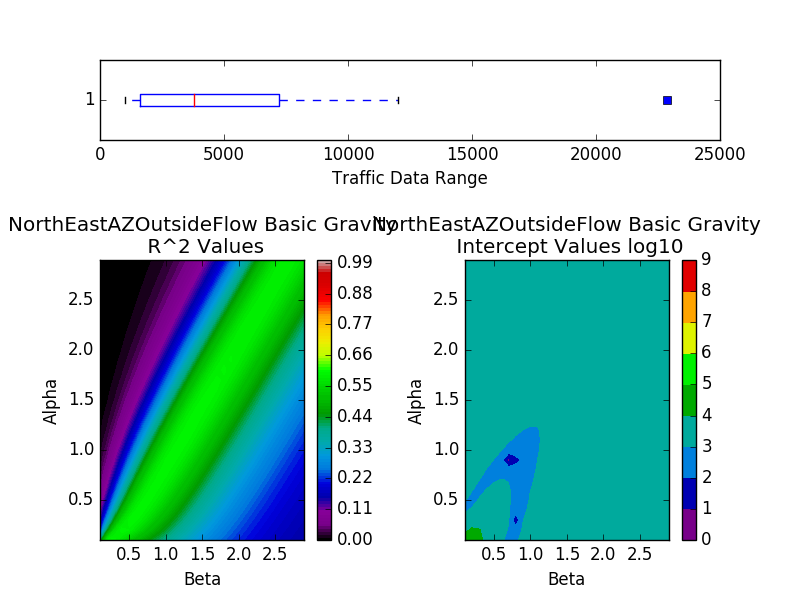 1
0 5000 10000 15000 20000 25000
Traffic Data Range
NorthEastAZOutsideFlow Basic Gravity
R^2 Values
2.5
2.0
1.5
1.0
0.5
Alpha
0.5 1.0 1.5 2.0 2.5
Beta
0.99
0.88
0.77
0.66
0.55
0.44
0.33
0.22
0.11
0.00
NorthEastAZOutsideFlow Basic Gravity
Intercept Values log10
2.5
2.0
1.5
1.0
0.5
Alpha
0.5 1.0 1.5 2.0 2.5
Beta
9
8
7
6
5
4
3
2
1
0